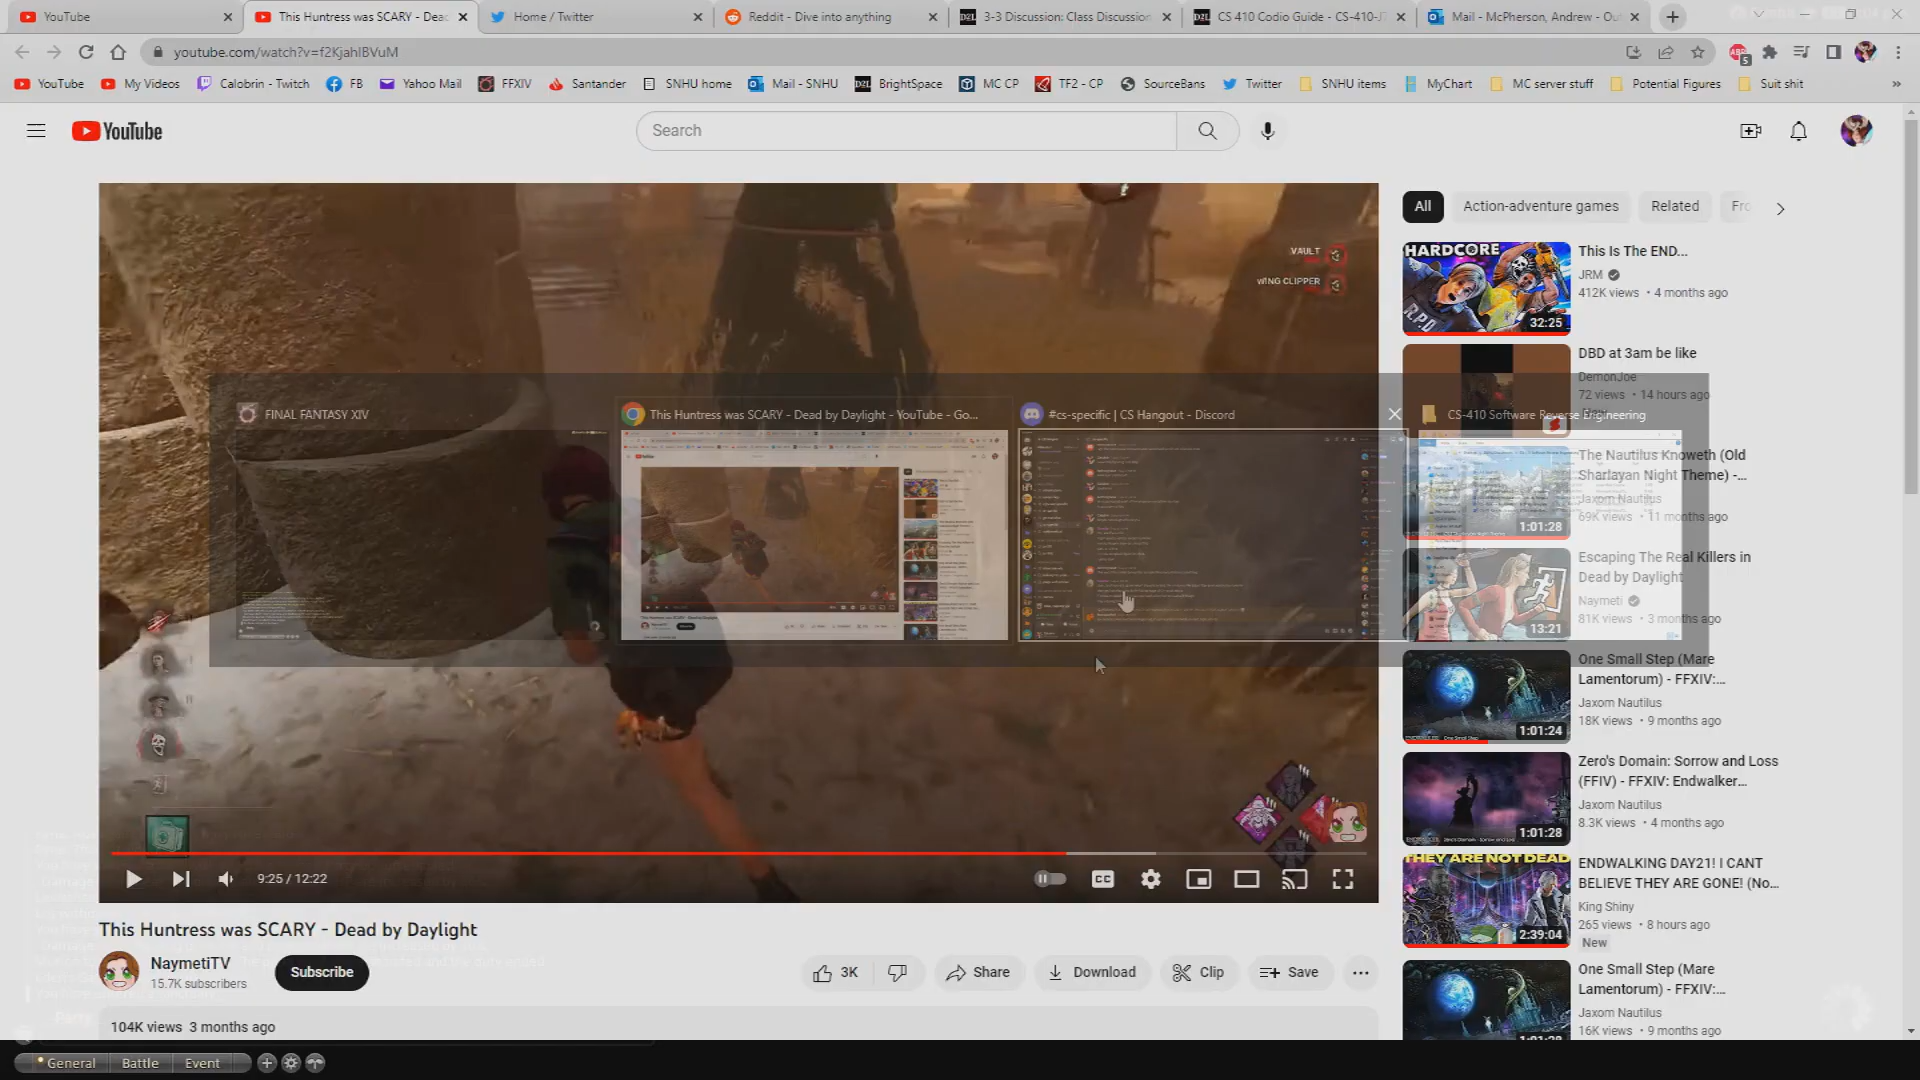 YouTube
This Huntress was SCARY - Dead
Home / Twitter
Reddit - Dive into anything
3-3 Discussion: Class Discussion
CS 410 Codio Guide - CS-410-J7
Mail - McPherson, Andrew - Out
youtube.com/watch?v=f2KjahlBVuM
YouTube
My Videos
Calobrin - Twitch
FB
Yahoo Mail
FFXIV
Santander
SNHU home
Mail - SNHU
BrightSpace
MC CP
TF2 - CP
SourceBans
Twitter
SNHU items
MyChart
MC server stuff
Potential Figures
Suit shit
YouTube
Search
VAULT
WING CLIPPER
All
Action-adventure games
Related
Fro
HARDCORE
R.P.D
32:25
This Is The END...
JRM
412K views • 4 months ago
DBD at 3am be like
DemonJoe
72 views • 14 hours ago
FINAL FANTASY XIV
This Huntress was SCARY - Dead by Daylight - YouTube - Go...
#cs-specific | CS Hangout - Discord
CS-410 Software Reverse Engineering
The Nautilus Knoweth (Old
Sharlayan Night Theme) -...
Jaxom Nautilus
69K views • 11 months ago
1:01:28
Escaping The Real Killers in
Dead by Daylight
Naymeti
81K views • 3 months ago
13:21
One Small Step (Mare
Lamentorum) - FFXIV:...
Jaxom Nautilus
18K views • 9 months ago
1:01:24
Zero's Domain: Sorrow and Loss
(FFIV) - FFXIV: Endwalker...
Jaxom Nautilus
8.3K views • 4 months ago
1:01:28
THEY ARE NOT DEAD
ENDWALKING DAY21! I CANT
BELIEVE THEY ARE GONE! (No...
King Shiny
265 views • 8 hours ago
New
2:39:04
One Small Step (Mare
Lamentorum) - FFXIV:...
Jaxom Nautilus
16K views • 9 months ago
9:25 / 12:22
CC
This Huntress was SCARY - Dead by Daylight
NaymetiTV
15.7K subscribers
Subscribe
3K
Share
Download
Clip
Save
104K views 3 months ago
General
Battle
Event